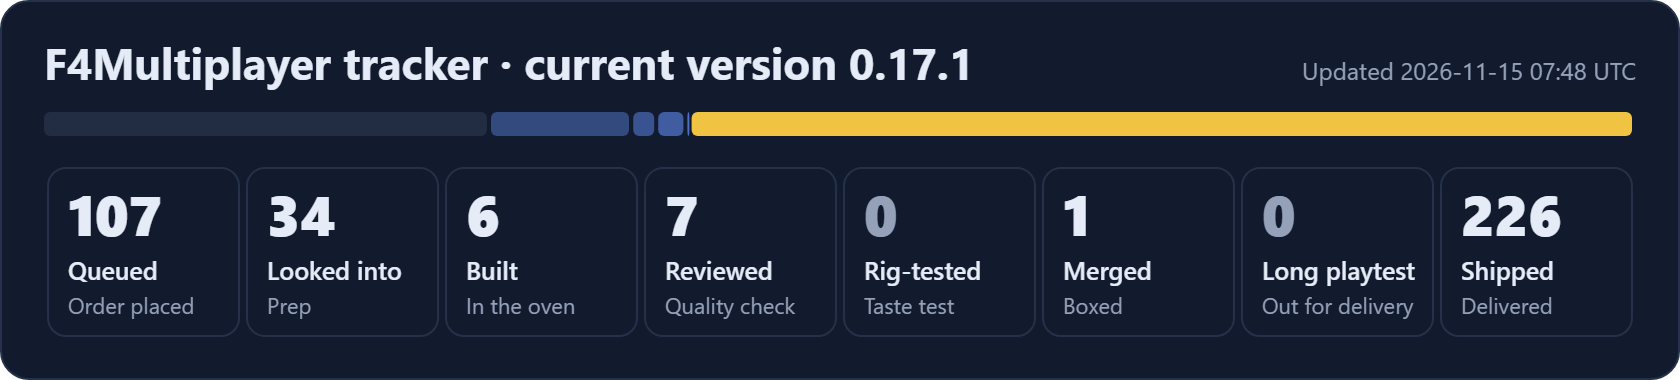 F4Multiplayer tracker · current version 0.17.1
Updated 2026-11-15 07:48 UTC
107
Queued
Order placed
34
Looked into
Prep
6
Built
In the oven
7
Reviewed
Quality check
0
Rig-tested
Taste test
1
Merged
Boxed
0
Long playtest
Out for delivery
226
Shipped
Delivered